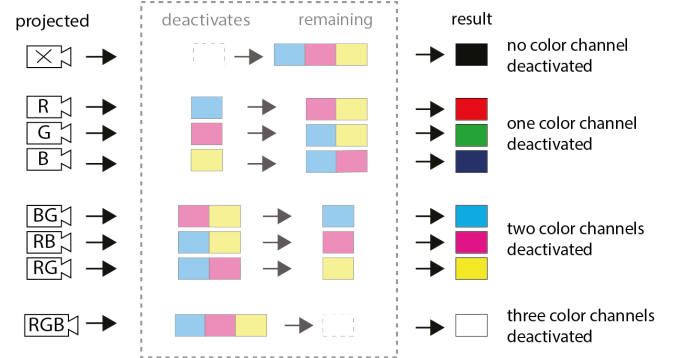 projected deactivates remaining result
X no color channel
deactivated
R
G one color channel
B deactivated
BG
RB two color channels
RG deactivated
RGB three color channels
deactivated